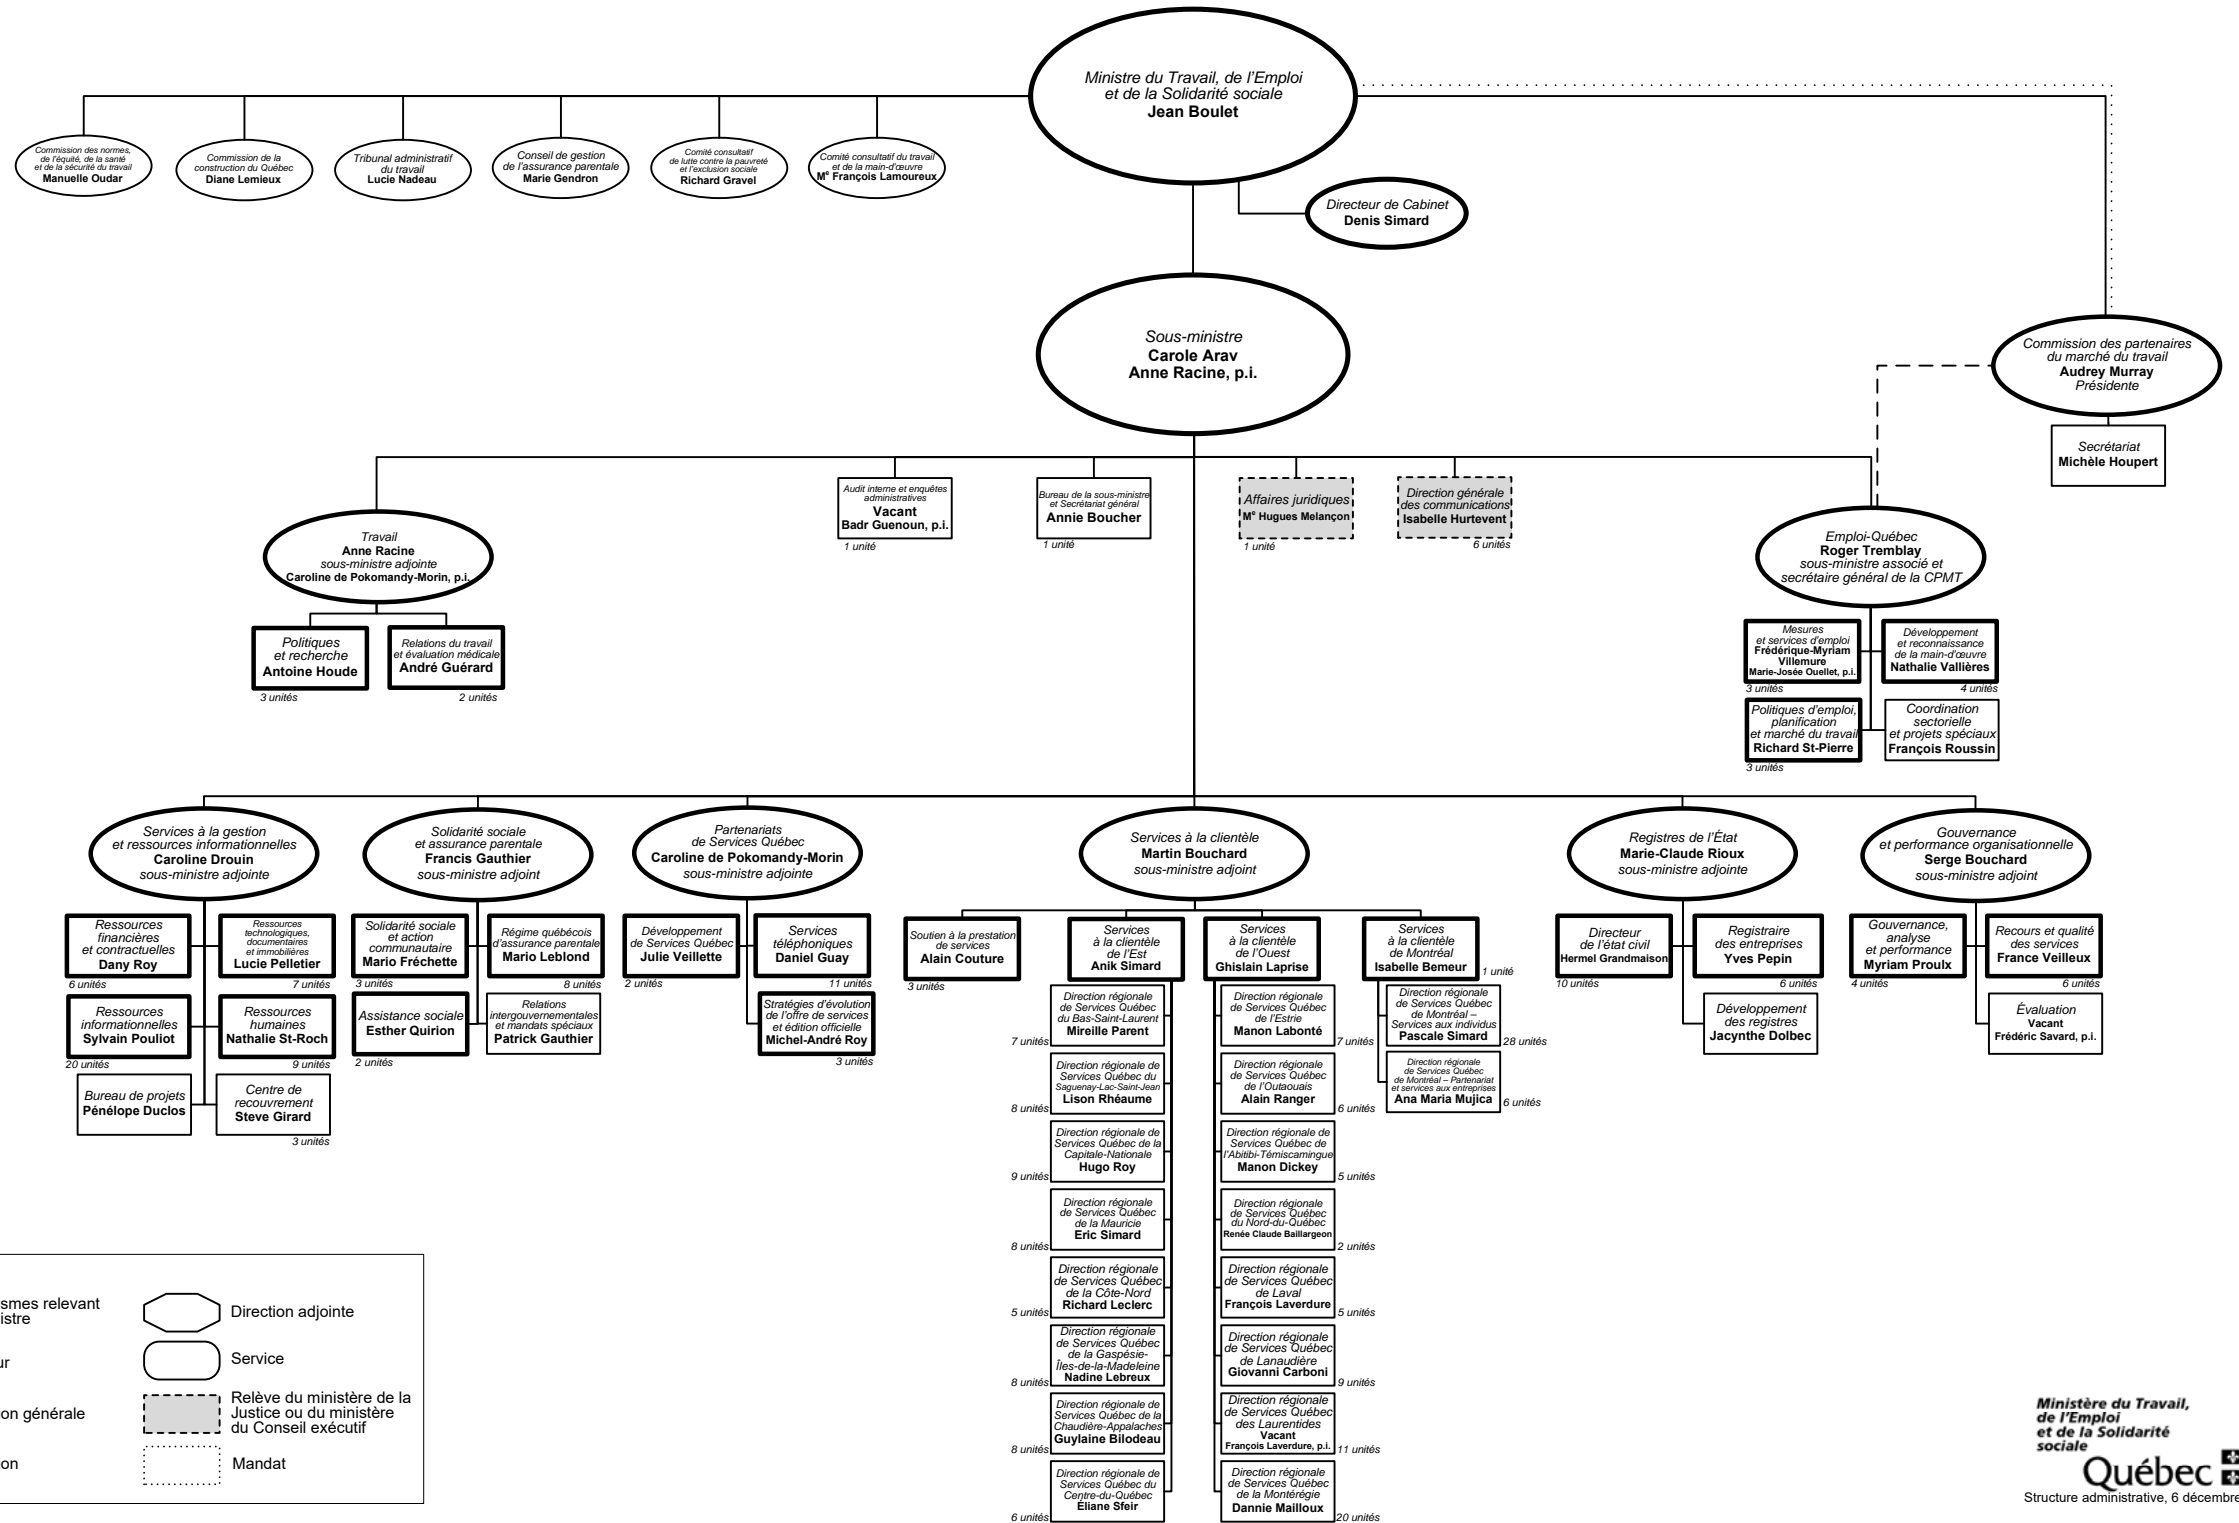 Ministre du Travail, de l'Emploi
et de la Solidarité sociale
Jean Boulet
Commission des normes,
de l'équité, de la santé
et de la sécurité du travail
Manuelle Oudar
Commission de la
construction du Québec
Diane Lemieux
Tribunal administratif
du travail
Lucie Nadeau
Conseil de gestion
de l'assurance parentale
Marie Gendron
Comité consultatif
de lutte contre la pauvreté
et l'exclusion sociale
Richard Gravel
Comité consultatif du travail
et de la main-d'œuvre
Me François Lamoureux
Directeur de Cabinet
Denis Simard
Sous-ministre
Carole Arav
Anne Racine, p.i.
Commission des partenaires
du marché du travail
Audrey Murray
Présidente
Secrétariat
Michèle Houpert
Travail
Anne Racine
sous-ministre adjointe
Caroline de Pokomandy-Morin, p.i.
Audit interne et enquêtes
administratives
Vacant
Badr Guenoun, p.i.
1 unité
Bureau de la sous-ministre
et Secrétariat général
Annie Boucher
1 unité
Affaires juridiques
Me Hugues Melançon
1 unité
Direction générale
des communications
Isabelle Hurtevent
6 unités
Emploi-Québec
Roger Tremblay
sous-ministre associé et
secrétaire général de la CPMT
Politiques
et recherche
Antoine Houde
3 unités
Relations du travail
et évaluation médicale
André Guérard
2 unités
Mesures
et services d'emploi
Frédérique-Myriam
Villemure
Marie-Josée Ouellet, p.i.
3 unités
Développement
et reconnaissance
de la main-d'œuvre
Nathalie Vallières
4 unités
Politiques d'emploi,
planification
et marché du travail
Richard St-Pierre
3 unités
Coordination
sectorielle
et projets spéciaux
François Roussin
Services à la gestion
et ressources informationnelles
Caroline Drouin
sous-ministre adjointe
Solidarité sociale
et assurance parentale
Francis Gauthier
sous-ministre adjoint
Partenariats
de Services Québec
Caroline de Pokomandy-Morin
sous-ministre adjointe
Services à la clientèle
Martin Bouchard
sous-ministre adjoint
Registres de l'État
Marie-Claude Rioux
sous-ministre adjointe
Gouvernance
et performance organisationnelle
Serge Bouchard
sous-ministre adjoint
Ressources
financières
et contractuelles
Dany Roy
6 unités
Ressources
technologiques,
documentaires
et immobilières
Lucie Pelletier
7 unités
Ressources
informationnelles
Sylvain Pouliot
20 unités
Ressources
humaines
Nathalie St-Roch
9 unités
Bureau de projets
Pénélope Duclos
Centre de
recouvrement
Steve Girard
3 unités
Solidarité sociale
et action
communautaire
Mario Fréchette
3 unités
Régime québécois
d'assurance parentale
Mario Leblond
8 unités
Assistance sociale
Esther Quirion
2 unités
Relations
intergouvernementales
et mandats spéciaux
Patrick Gauthier
Développement
de Services Québec
Julie Veillette
2 unités
Services
téléphoniques
Daniel Guay
11 unités
Stratégies d'évolution
de l'offre de services
et édition officielle
Michel-André Roy
3 unités
Soutien à la prestation
de services
Alain Couture
3 unités
Services
à la clientèle
de l'Est
Anik Simard
Direction régionale
de Services Québec
du Bas-Saint-Laurent
Mireille Parent
7 unités
Direction régionale de
Services Québec du
Saguenay-Lac-Saint-Jean
Lison Rhéaume
8 unités
Direction régionale de
Services Québec de la
Capitale-Nationale
Hugo Roy
9 unités
Direction régionale
de Services Québec
de la Mauricie
Eric Simard
8 unités
Direction régionale
de Services Québec
de la Côte-Nord
Richard Leclerc
5 unités
Direction régionale
de Services Québec
de la Gaspésie-
Îles-de-la-Madeleine
Nadine Lebreux
8 unités
Direction régionale de
Services Québec de la
Chaudière-Appalaches
Guylaine Bilodeau
8 unités
Direction régionale de
Services Québec du
Centre-du-Québec
Éliane Sfeir
6 unités
Services
à la clientèle
de l'Ouest
Ghislain Laprise
Direction régionale
de Services Québec
de l'Estrie
Manon Labonté
7 unités
Direction régionale
de Services Québec
de l'Outaouais
Alain Ranger
6 unités
Direction régionale de
Services Québec de
l'Abitibi-Témiscamingue
Manon Dickey
5 unités
Direction régionale
de Services Québec
du Nord-du-Québec
Renée Claude Baillargeon
2 unités
Direction régionale
de Services Québec
de Laval
François Laverdure
5 unités
Direction régionale
de Services Québec
de Lanaudière
Giovanni Carboni
9 unités
Direction régionale
de Services Québec
des Laurentides
Vacant
François Laverdure, p.i.
11 unités
Direction régionale
de Services Québec
de la Montérégie
Dannie Mailloux
20 unités
Services
à la clientèle
de Montréal
Isabelle Bemeur
1 unité
Direction régionale
de Services Québec
de Montréal –
Services aux individus
Pascale Simard
28 unités
Direction régionale
de Services Québec
de Montréal – Partenariat
et services aux entreprises
Ana Maria Mujica
6 unités
Directeur
de l'état civil
Hermel Grandmaison
10 unités
Registraire
des entreprises
Yves Pepin
6 unités
Développement
des registres
Jacynthe Dolbec
Gouvernance,
analyse
et performance
Myriam Proulx
4 unités
Recours et qualité
des services
France Veilleux
6 unités
Évaluation
Vacant
Frédéric Savard, p.i.
smes relevant
istre
ur
on générale
on
Direction adjointe
Service
Relève du ministère de la
Justice ou du ministère
du Conseil exécutif
Mandat
Ministère du Travail,
de l'Emploi
et de la Solidarité
sociale
Québec
Structure administrative, 6 décembre